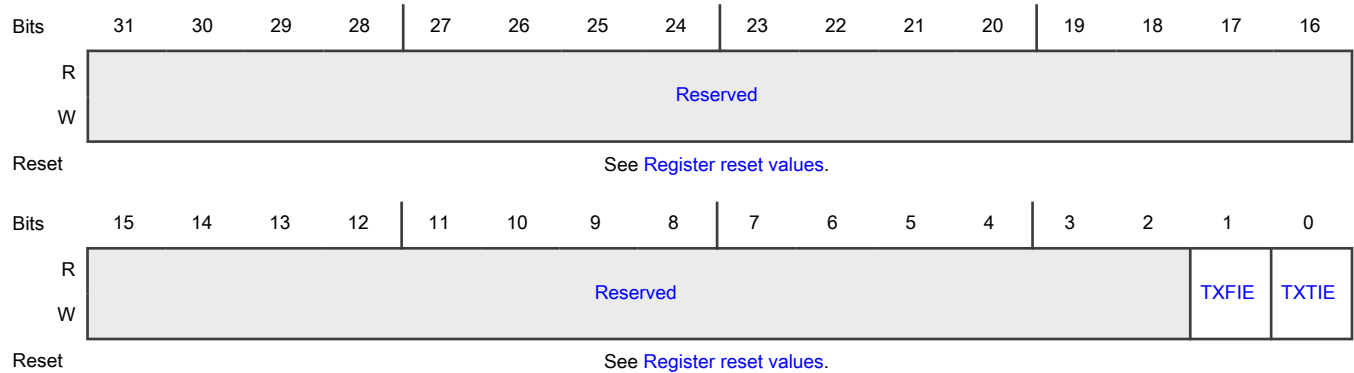 Bits 31 30 29 28 27 26 25 24 23 22 21 20 19 18 17 16
R
Reserved
W
Reset See Register reset values.
Bits 15 14 13 12 11 10 9 8 7 6 5 4 3 2 1 0
R
Reserved TXFIE TXTIE
W
Reset See Register reset values.